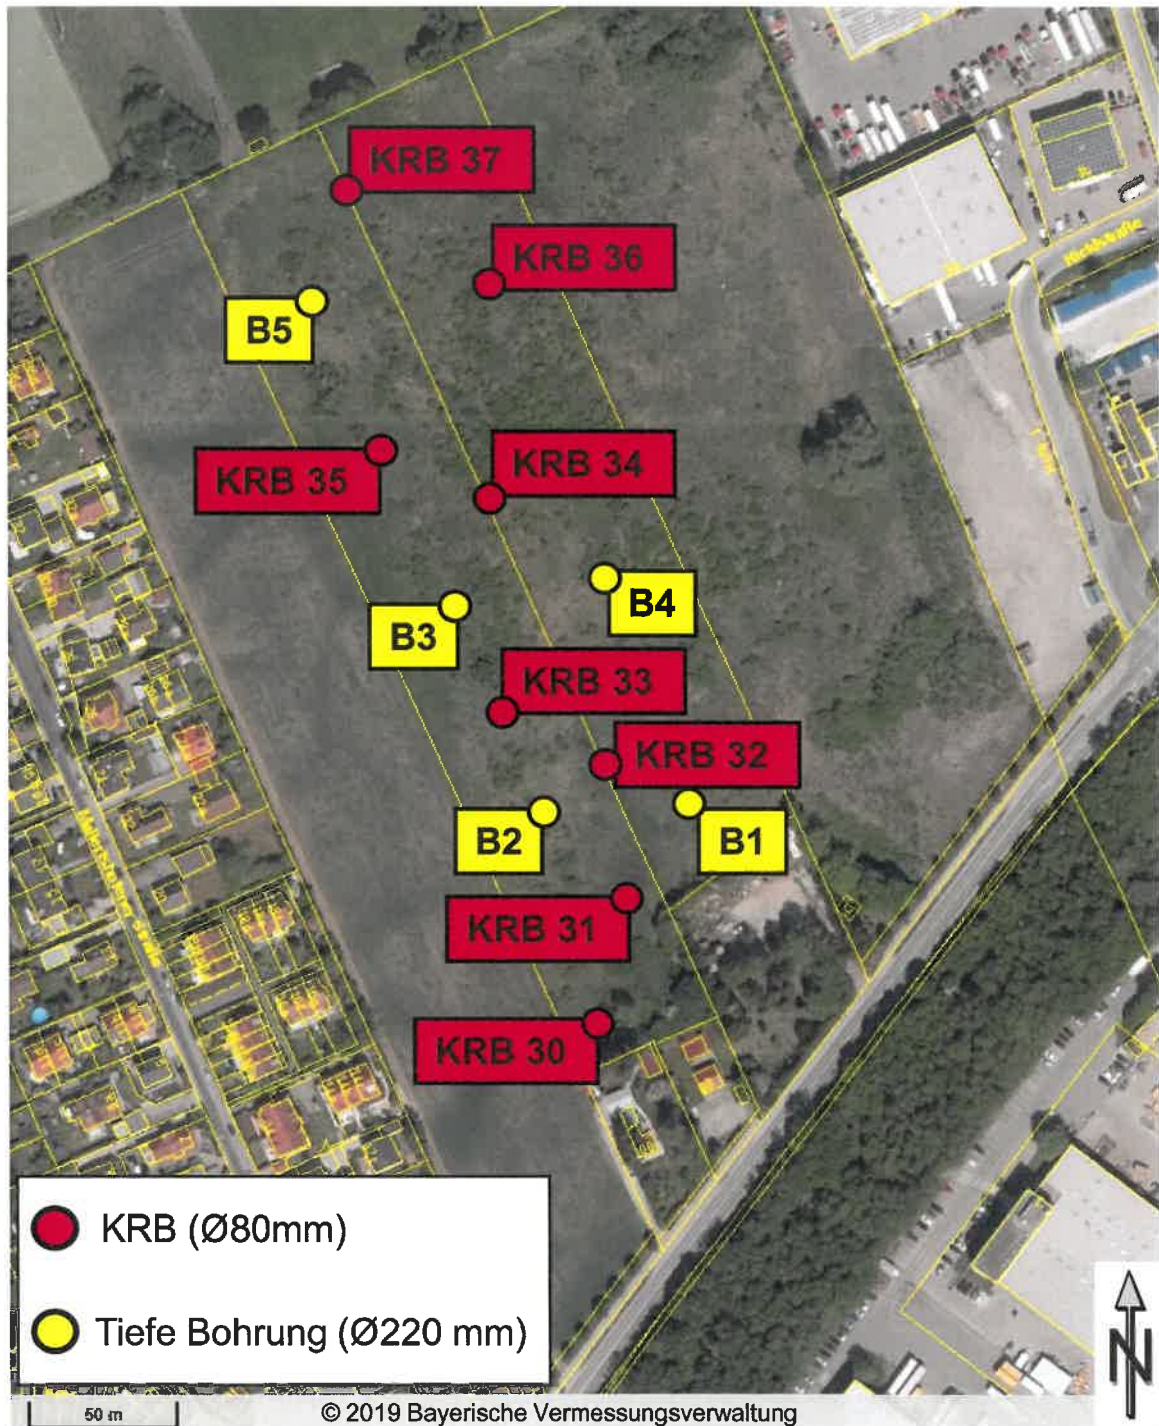 KRB 37
KRB 36
B5
KRB 34
KRB 35
B4
B3
KRB 33
KRB 32
B2
B1
KRB 31
KRB 30
KRB (Ø80mm)
Tiefe Bohrung (Ø220 mm)
N
50 m
© 2019 Bayerische Vermessungsverwaltung